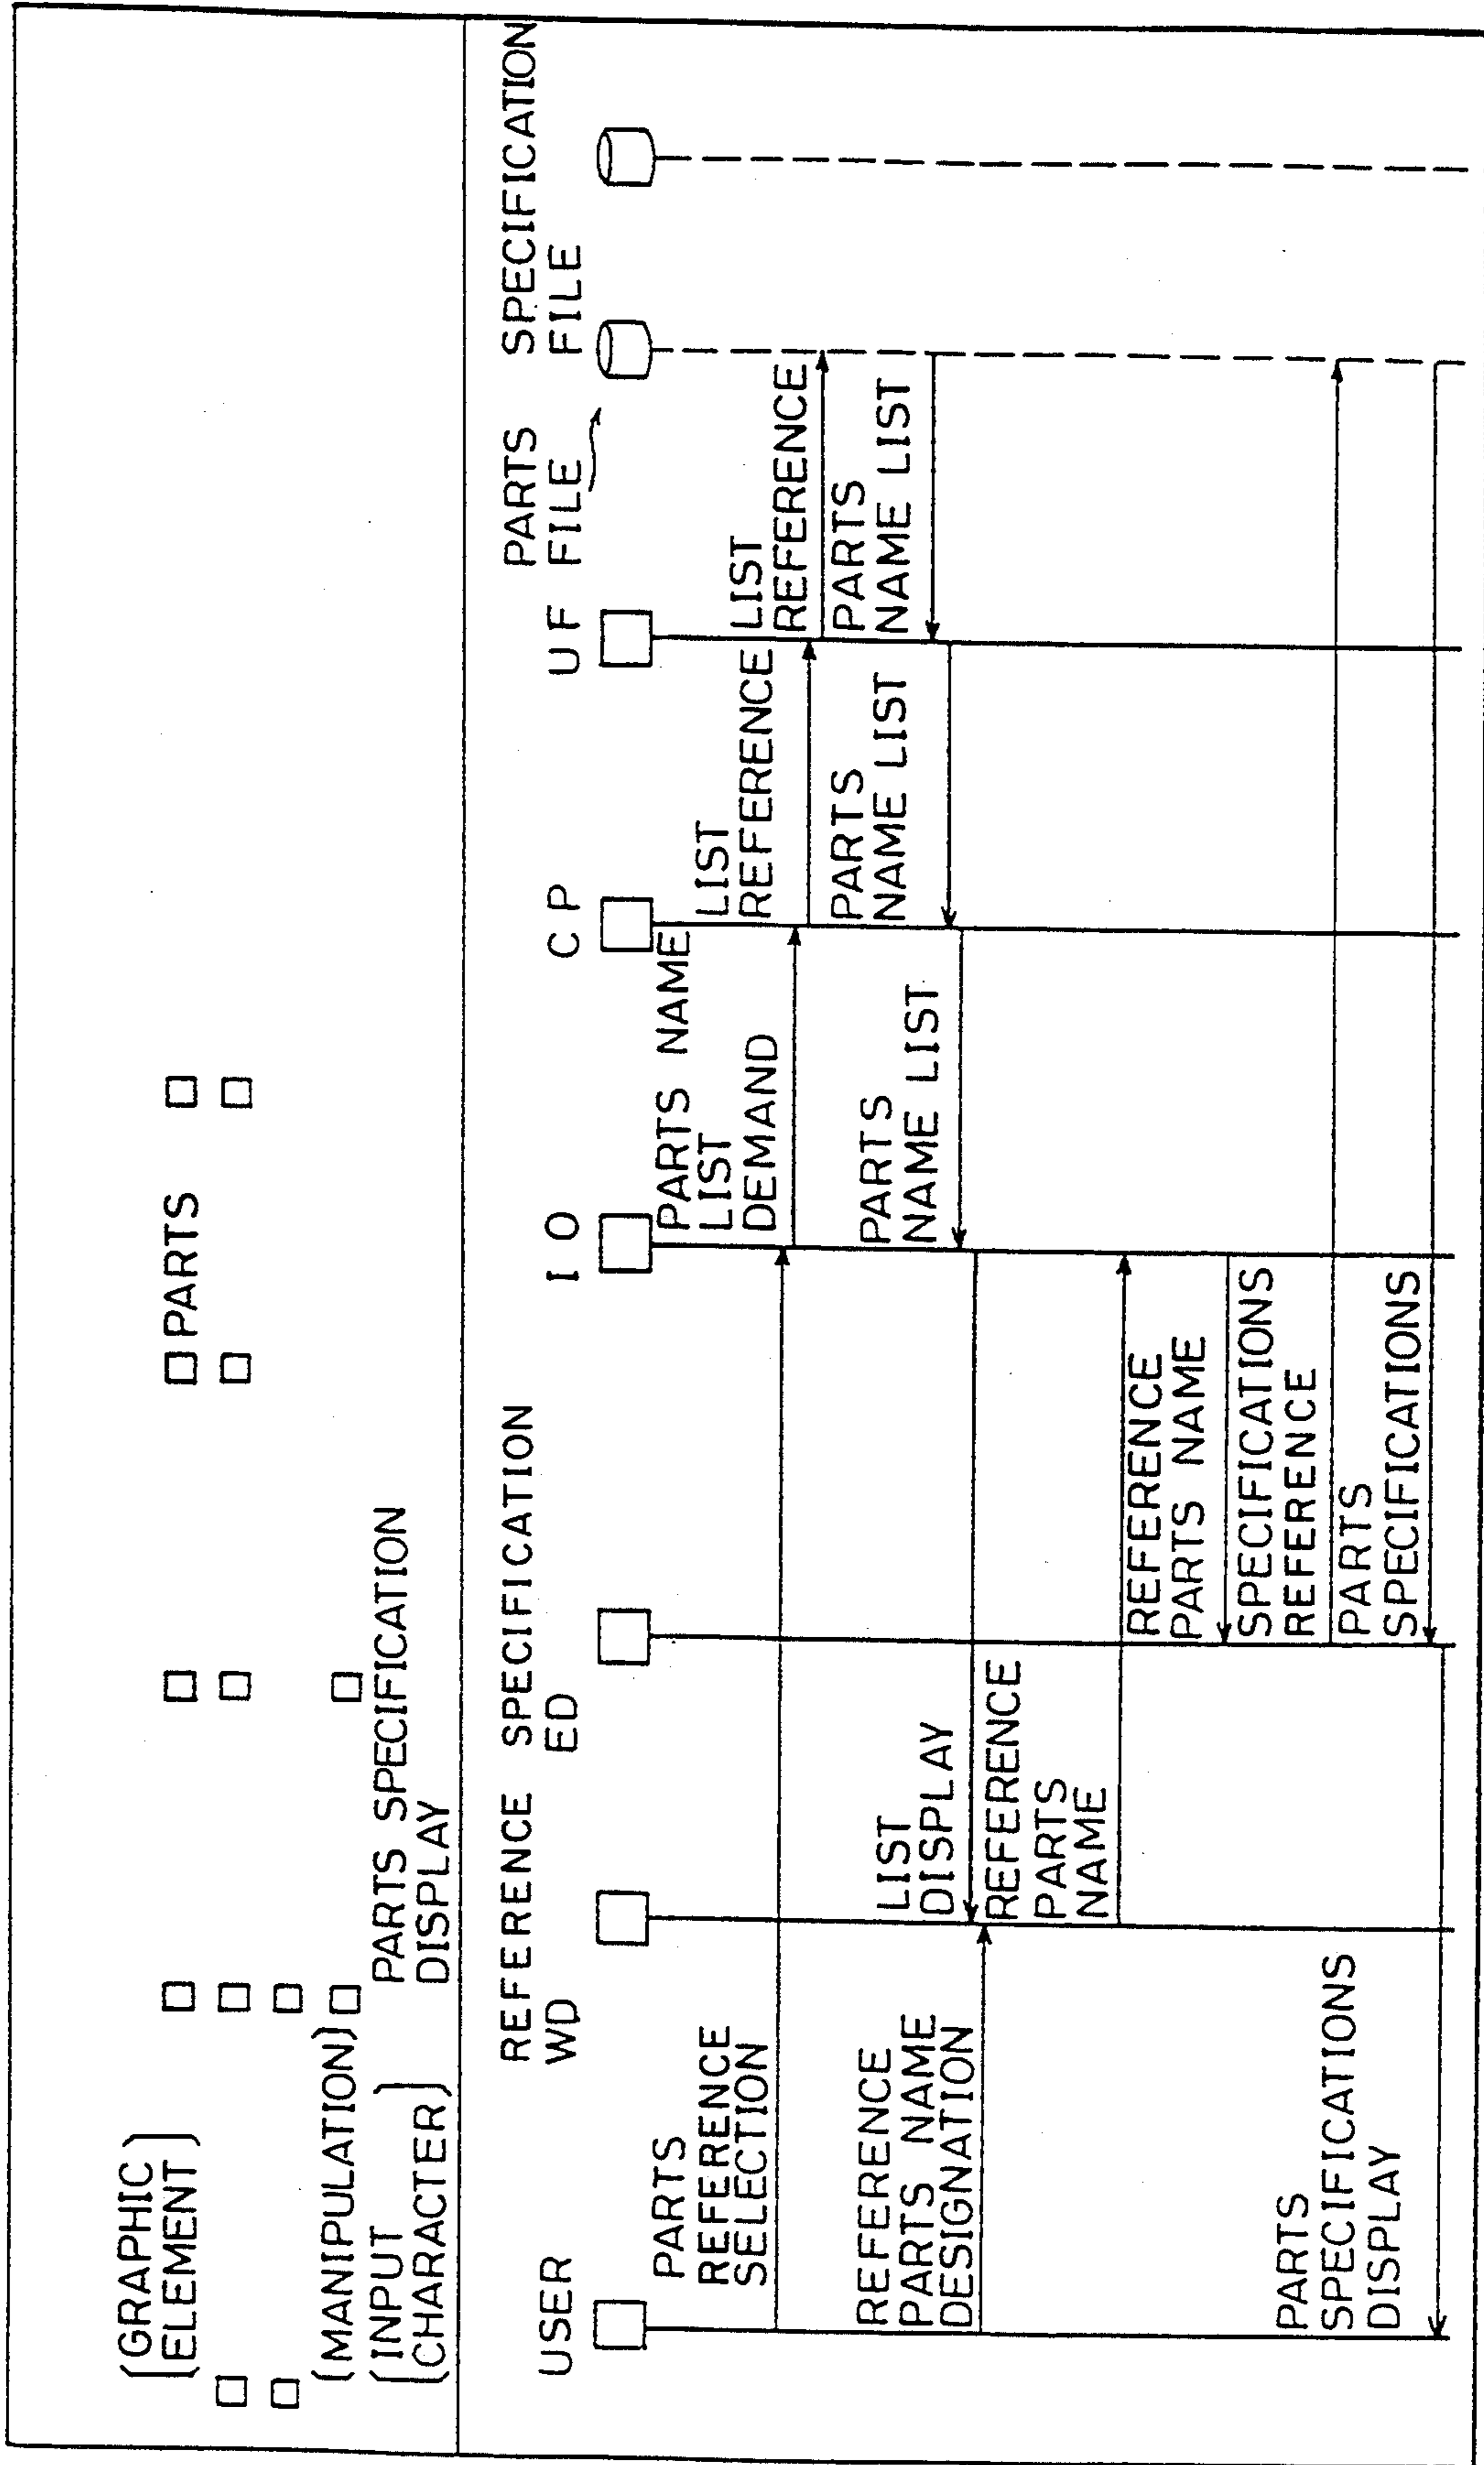 (GRAPHIC
ELEMENT)
PARTS
(MANIPULATION)
(INPUT
CHARACTER)
PARTS SPECIFICATION
DISPLAY
REFERENCE SPECIFICATION
PARTS
FILE
SPECIFICATION
FILE
USER
WD
ED
I O
C P
U F
PARTS
REFERENCE
SELECTION
PARTS NAME
LIST
DEMAND
LIST
REFERENCE
LIST
REFERENCE
PARTS
NAME LIST
PARTS
NAME LIST
PARTS
NAME LIST
LIST
DISPLAY
REFERENCE
PARTS NAME
DESIGNATION
REFERENCE
PARTS
NAME
REFERENCE
PARTS NAME
SPECIFICATIONS
REFERENCE
PARTS
SPECIFICATIONS
PARTS
SPECIFICATIONS
DISPLAY